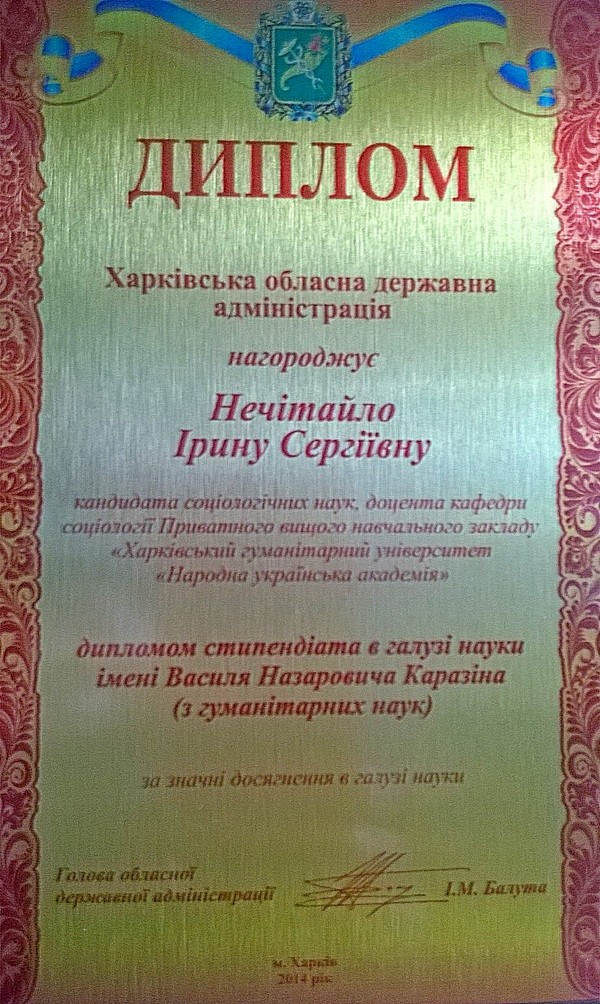 ДИПЛОМ
Харківська обласна державна
адміністрація
нагороджує
Нечітайло
Ірину Сергіївну
кандидата соціологічних наук, доцента кафедри
соціології Приватного вищого навчального закладу
«Харківський гуманітарний університет
«Народна українська академія»
дипломом стипендіата в галузі науки
імені Василя Назаровича Каразіна
(з гуманітарних наук)
за значні досягнення в галузі науки
Голова обласної
державної адміністрації
І.М. Балута
м. Харків
2014 рік